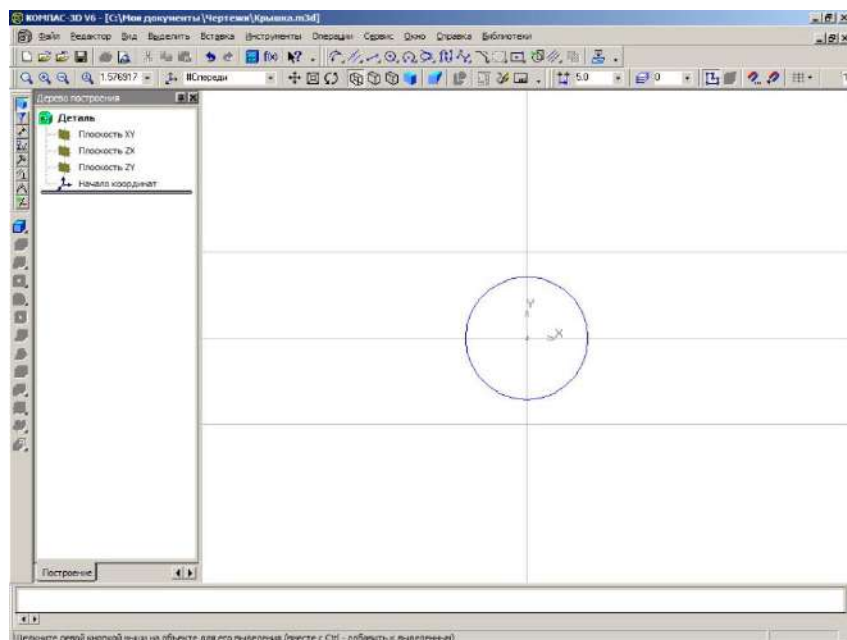 КОМПАС-3D V6 - [C:\Мои документы\Чертежи\Крышка.m3d]
Файл Редактор Вид Выделить Вставка Инструменты Операции Сервис Окно Справка Библиотеки
1.576917 #Спереди 5.0 0
Дерево построения
Деталь
Плоскость XY
Плоскость ZX
Плоскость ZY
Начало координат
Y
X
Построение
Щелкните левой кнопкой мыши на объекте для его выделения (вместе с Ctrl - добавить к выделенным)